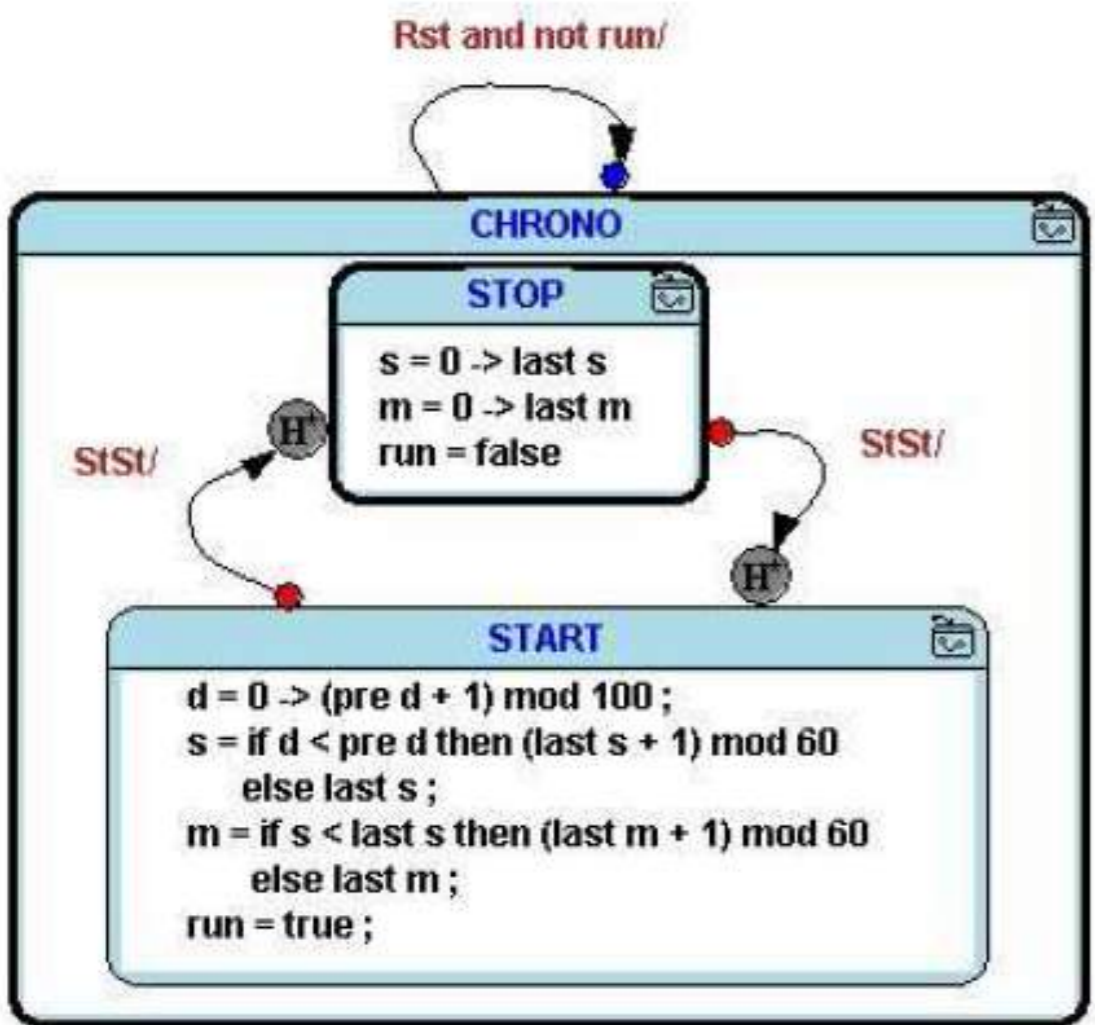 Rst and not run/
CHRONO
STOP
s = 0 -> last s
m = 0 -> last m
run = false
H+
StSt/
StSt/
H+
START
d = 0 -> (pre d + 1) mod 100 ;
s = if d < pre d then (last s + 1) mod 60
else last s ;
m = if s < last s then (last m + 1) mod 60
else last m ;
run = true ;